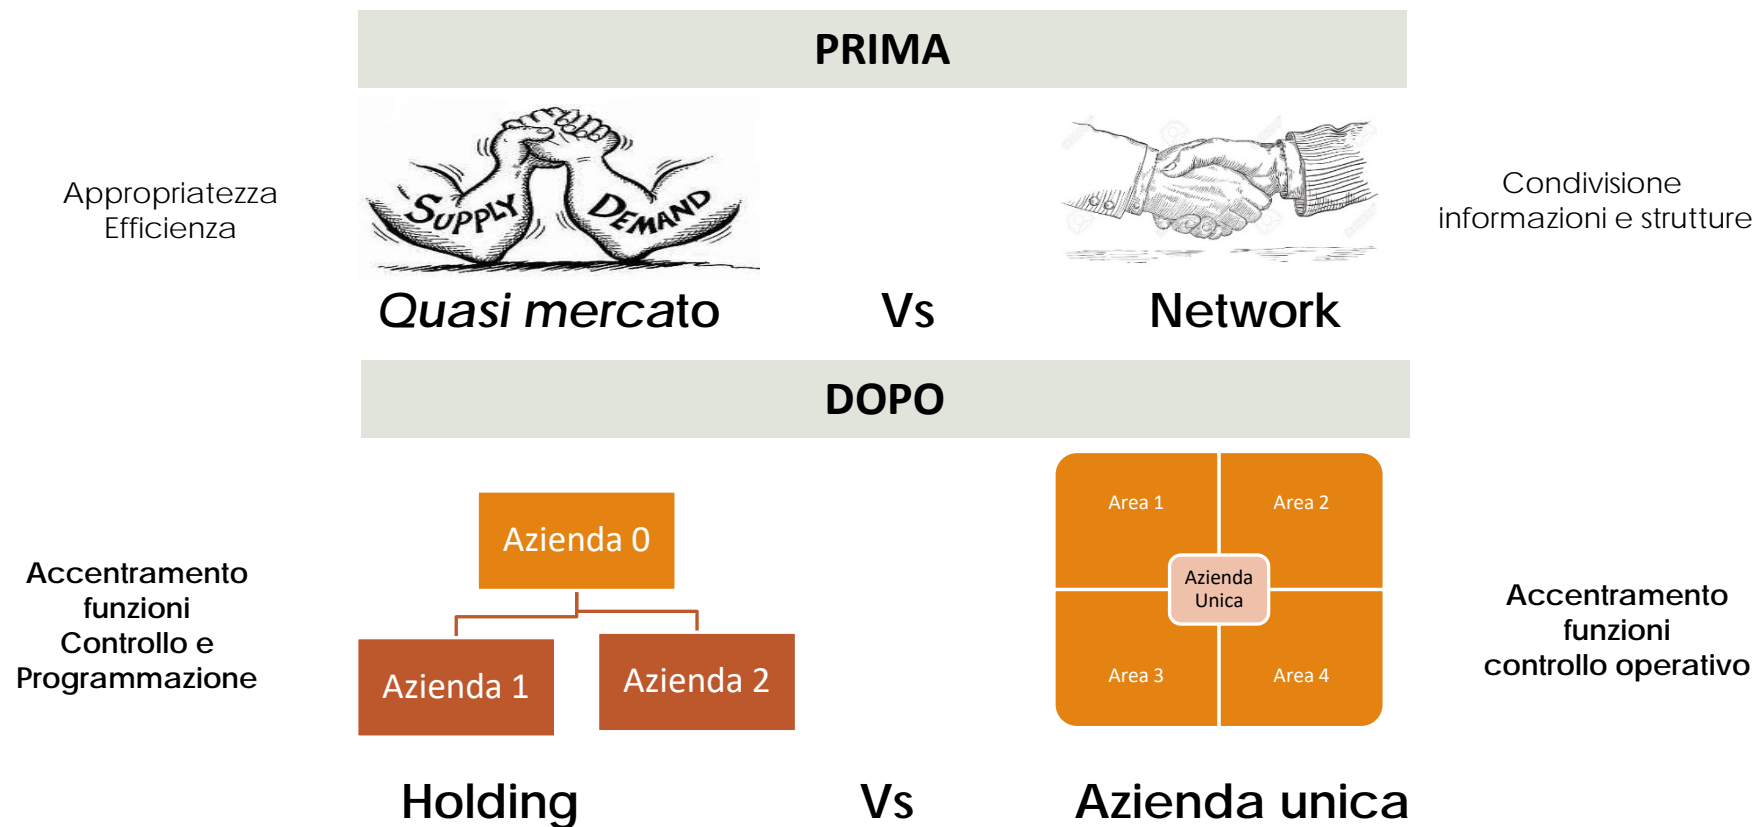 PRIMA
Appropriatezza
Efficienza
SUPPLY
DEMAND
Condivisione
informazioni e strutture
Quasi mercato
Vs
Network
DOPO
Accentramento
funzioni
Controllo e
Programmazione
Azienda 0
Azienda 1
Azienda 2
Area 1
Area 2
Azienda
Unica
Area 3
Area 4
Accentramento
funzioni
controllo operativo
Holding
Vs
Azienda unica